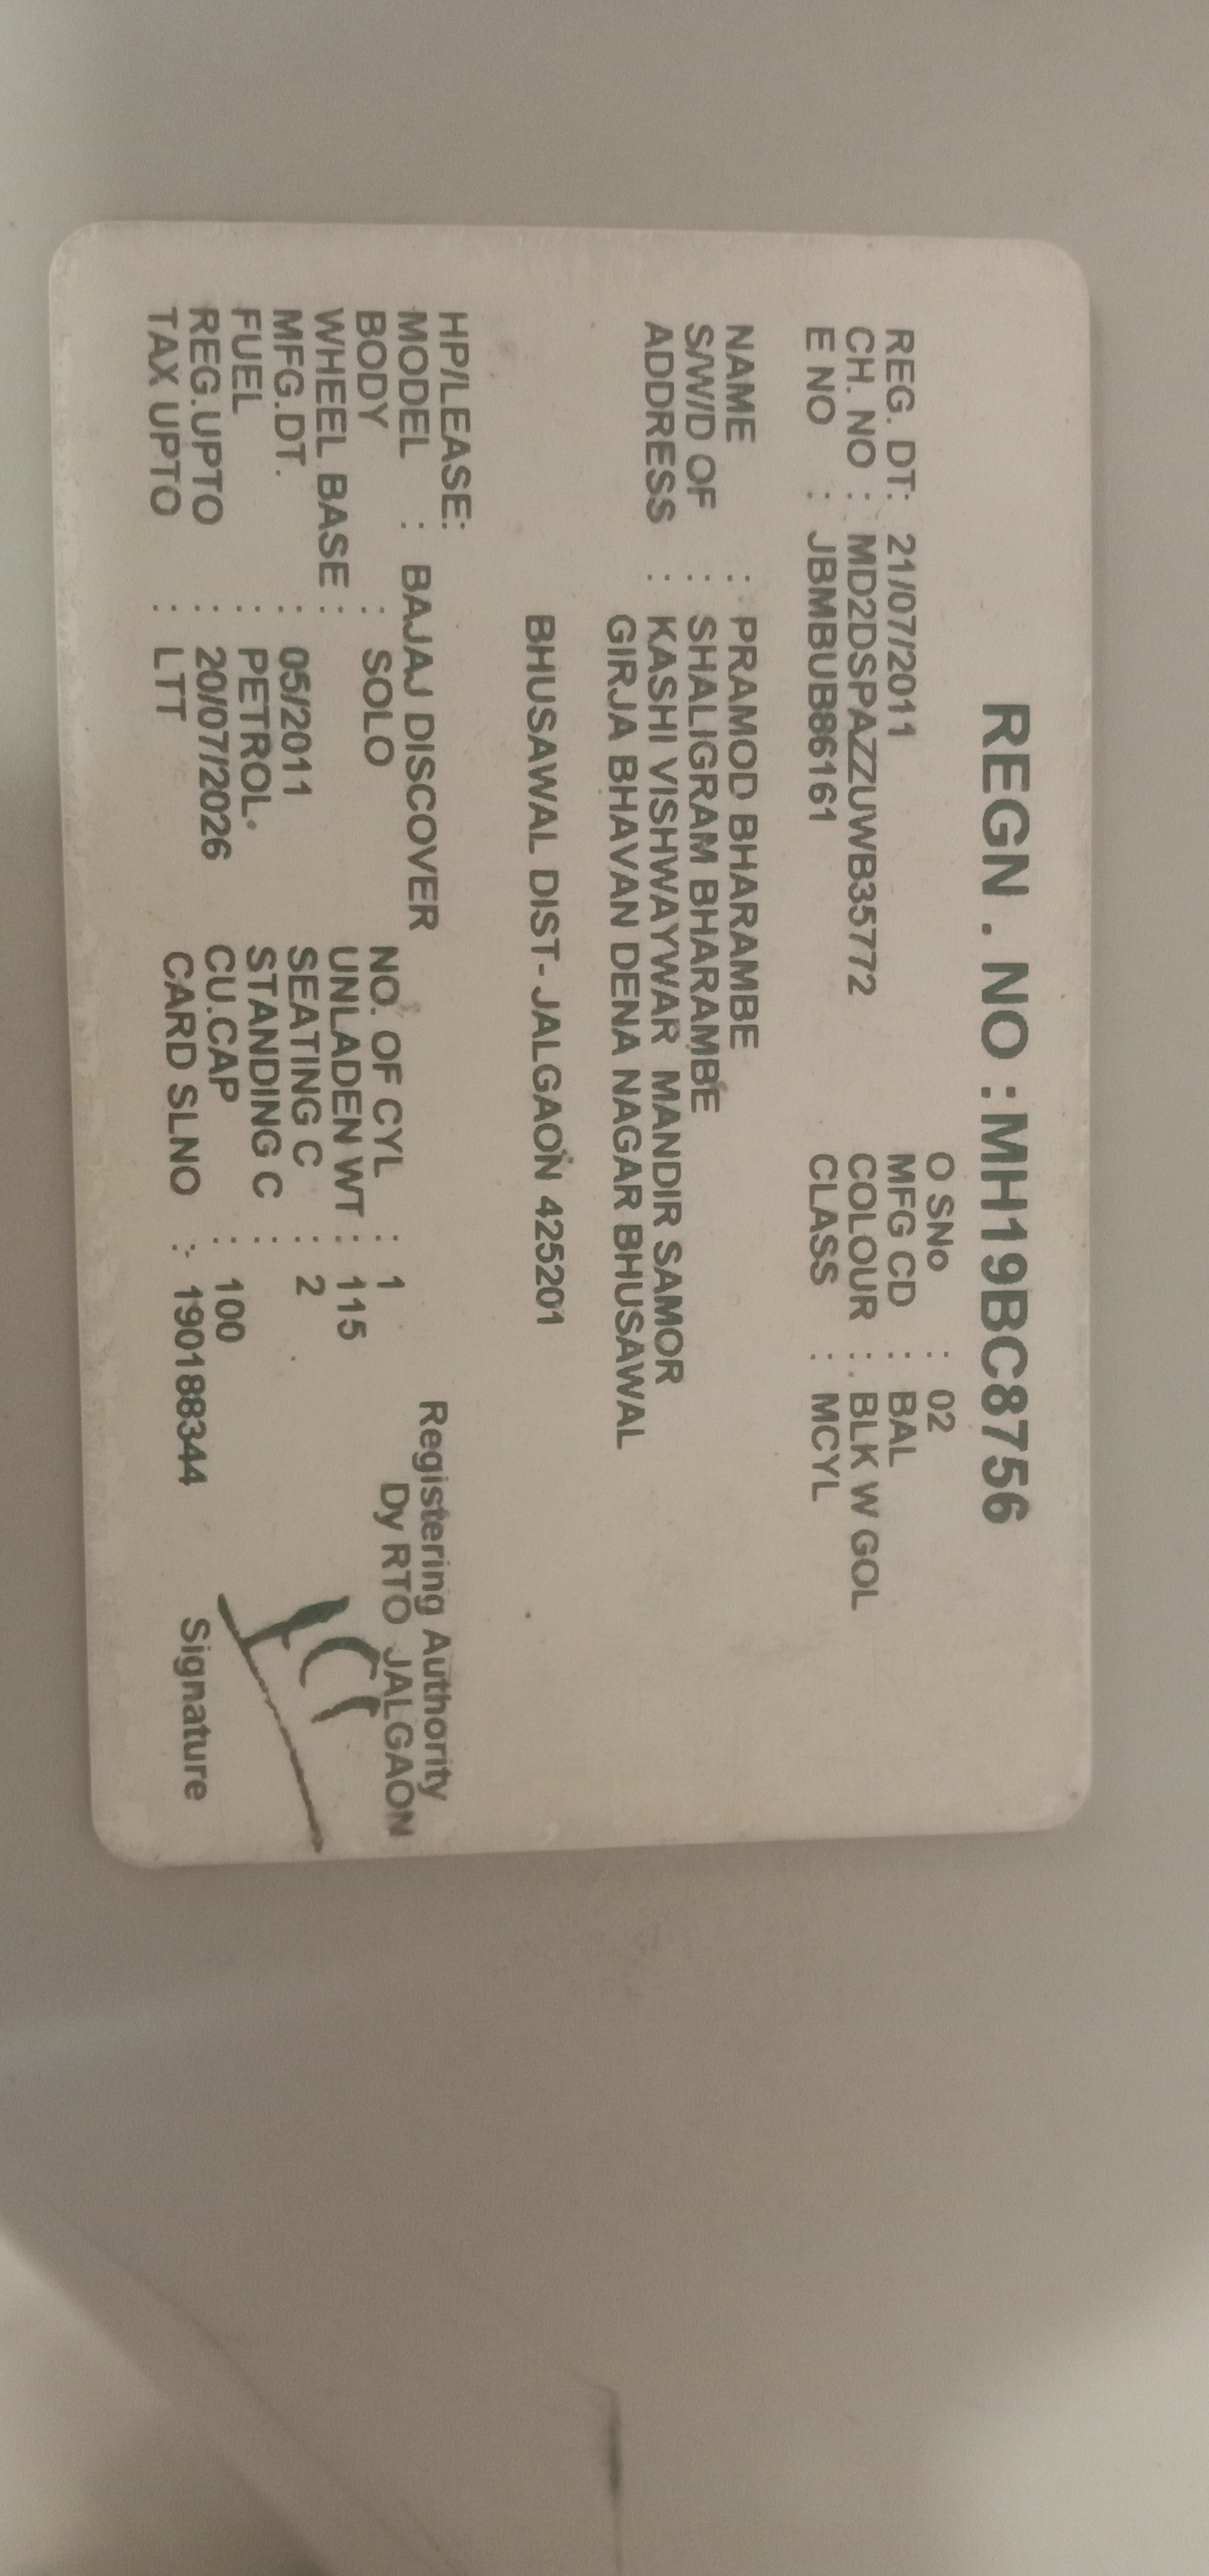 REGN . NO : MH19BC8756
O SNo : 02
REG. DT: 21/07/2011 MFG CD : BAL
CH. NO : MD2DSPAZZUWB35772 COLOUR : BLK W GOL
E NO : JBMBUB86161 CLASS : MCYL
NAME : PRAMOD BHARAMBE
S/W/D OF : SHALIGRAM BHARAMBE
ADDRESS : KASHI VISHWAYWAR MANDIR SAMOR
GIRJA BHAVAN DENA NAGAR BHUSAWAL
BHUSAWAL DIST- JALGAON 425201
HP/LEASE:
MODEL : BAJAJ DISCOVER
BODY : SOLO NO. OF CYL : 1
WHEEL BASE : UNLADEN WT : 115
MFG.DT. : 05/2011 SEATING C : 2
FUEL : PETROL STANDING C :
REG.UPTO : 20/07/2026 CU.CAP : 100
TAX UPTO : LTT CARD SLNO : 190188344
Registering Authority
Dy RTO JALGAON
Signature